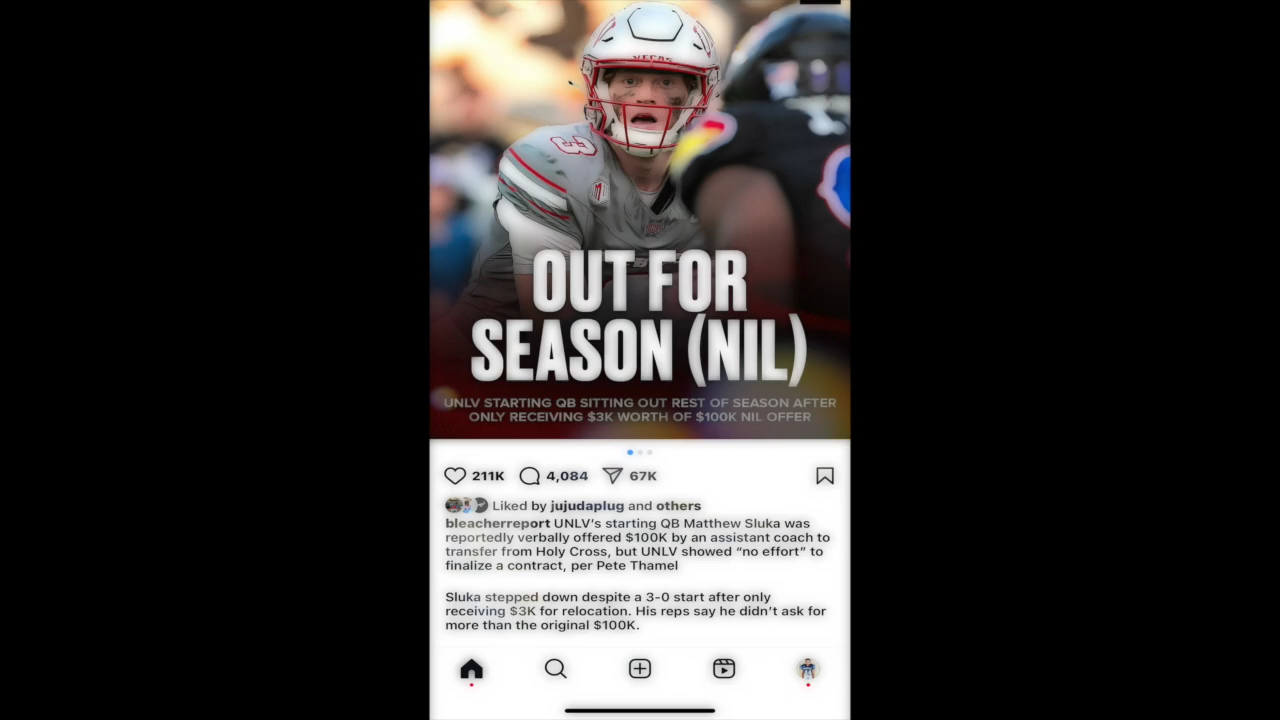 VEGAS
3
OUT FOR
SEASON (NIL)
UNLV STARTING QB SITTING OUT REST OF SEASON AFTER
ONLY RECEIVING $3K WORTH OF $100K NIL OFFER
211K 4,084 67K
Liked by jujudaplug and others
bleacherreport UNLV's starting QB Matthew Sluka was
reportedly verbally offered $100K by an assistant coach to
transfer from Holy Cross, but UNLV showed “no effort” to
finalize a contract, per Pete Thamel
Sluka stepped down despite a 3-0 start after only
receiving $3K for relocation. His reps say he didn't ask for
more than the original $100K.